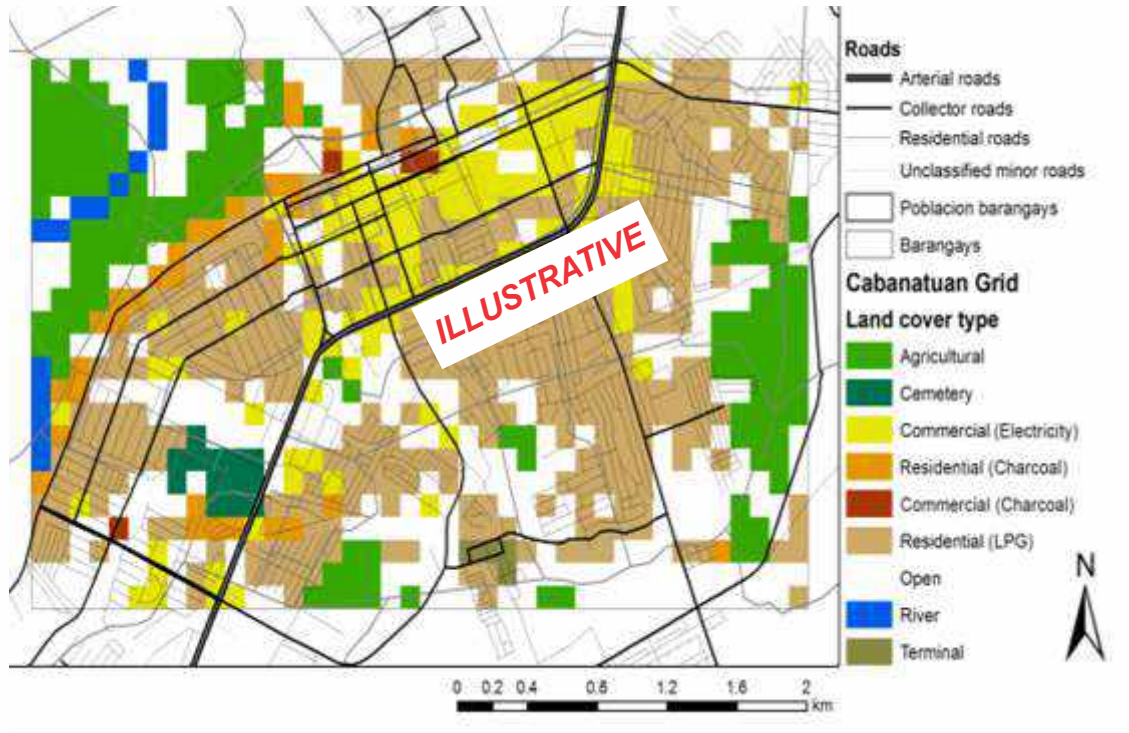 Roads
Arterial roads
Collector roads
Residential roads
Unclassified minor roads
Poblacion barangays
Barangays
Cabanatuan Grid
Land cover type
Agricultural
Cemetery
Commercial (Electricity)
Residential (Charcoal)
Commercial (Charcoal)
Residential (LPG)
Open
River
Terminal
ILLUSTRATIVE
N
0 0.2 0.4 0.8 1.2 1.6 2
km